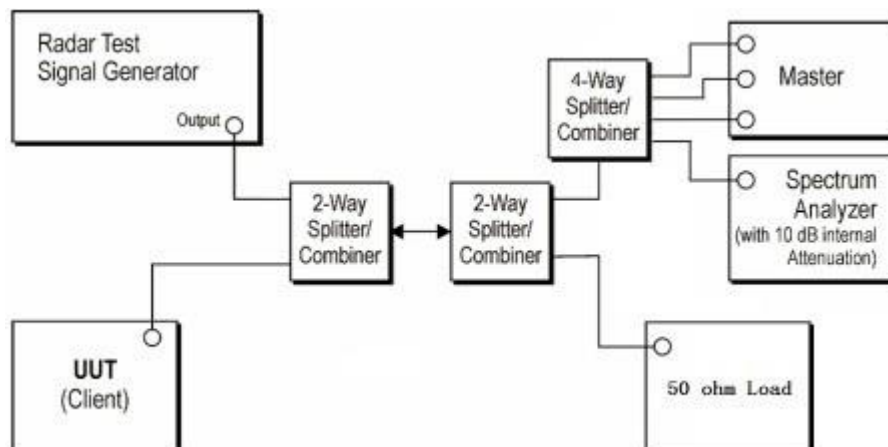 Radar Test
Signal Generator
Output
4-Way
Splitter/
Combiner
Master
2-Way
Splitter/
Combiner
2-Way
Splitter/
Combiner
Spectrum
Analyzer
(with 10 dB internal
Attenuation)
UUT
(Client)
50 ohm Load